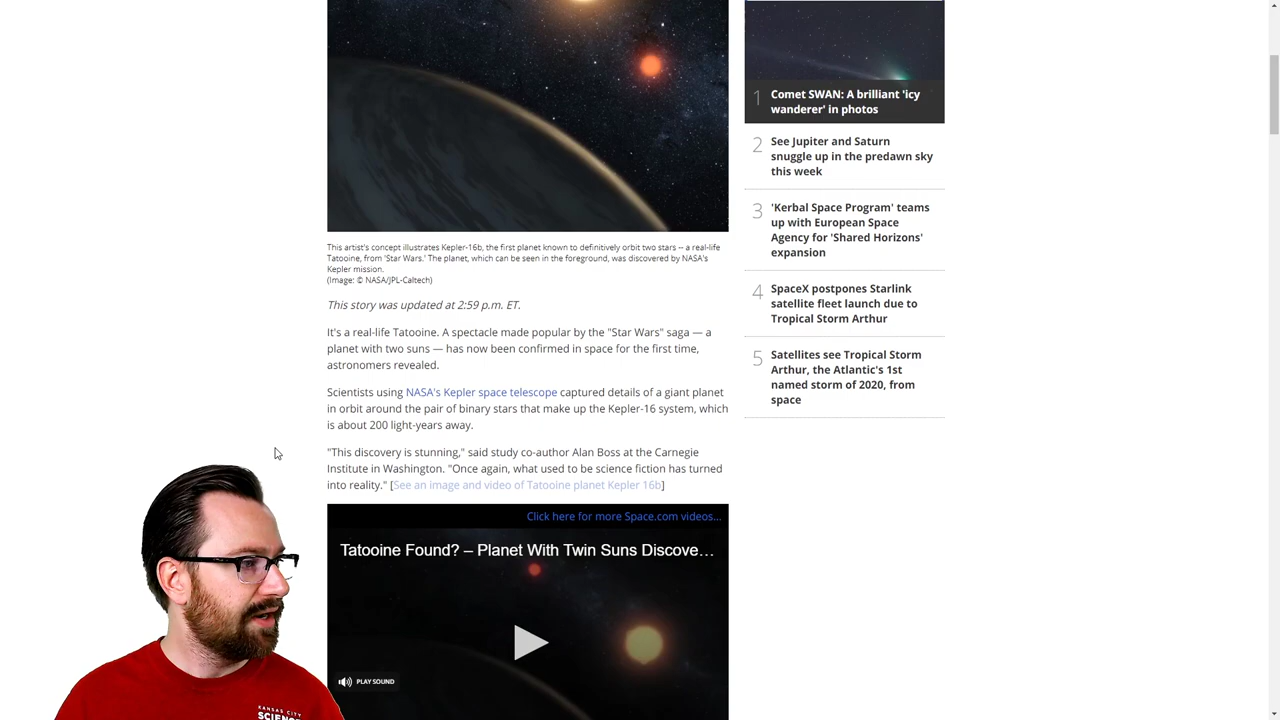 This artist's concept illustrates Kepler-16b, the first planet known to definitively orbit two stars -- a real-life
Tatooine, from 'Star Wars.' The planet, which can be seen in the foreground, was discovered by NASA's
Kepler mission.
(Image: © NASA/JPL-Caltech)
This story was updated at 2:59 p.m. ET.
It's a real-life Tatooine. A spectacle made popular by the "Star Wars" saga — a
planet with two suns — has now been confirmed in space for the first time,
astronomers revealed.
Scientists using NASA's Kepler space telescope captured details of a giant planet
in orbit around the pair of binary stars that make up the Kepler-16 system, which
is about 200 light-years away.
"This discovery is stunning," said study co-author Alan Boss at the Carnegie
Institute in Washington. "Once again, what used to be science fiction has turned
into reality." [See an image and video of Tatooine planet Kepler 16b]
Click here for more Space.com videos...
Tatooine Found? – Planet With Twin Suns Discove...
PLAY SOUND
1 Comet SWAN: A brilliant 'icy
wanderer' in photos
2 See Jupiter and Saturn
snuggle up in the predawn sky
this week
3 'Kerbal Space Program' teams
up with European Space
Agency for 'Shared Horizons'
expansion
4 SpaceX postpones Starlink
satellite fleet launch due to
Tropical Storm Arthur
5 Satellites see Tropical Storm
Arthur, the Atlantic's 1st
named storm of 2020, from
space
KANSAS CITY
SCIENCE